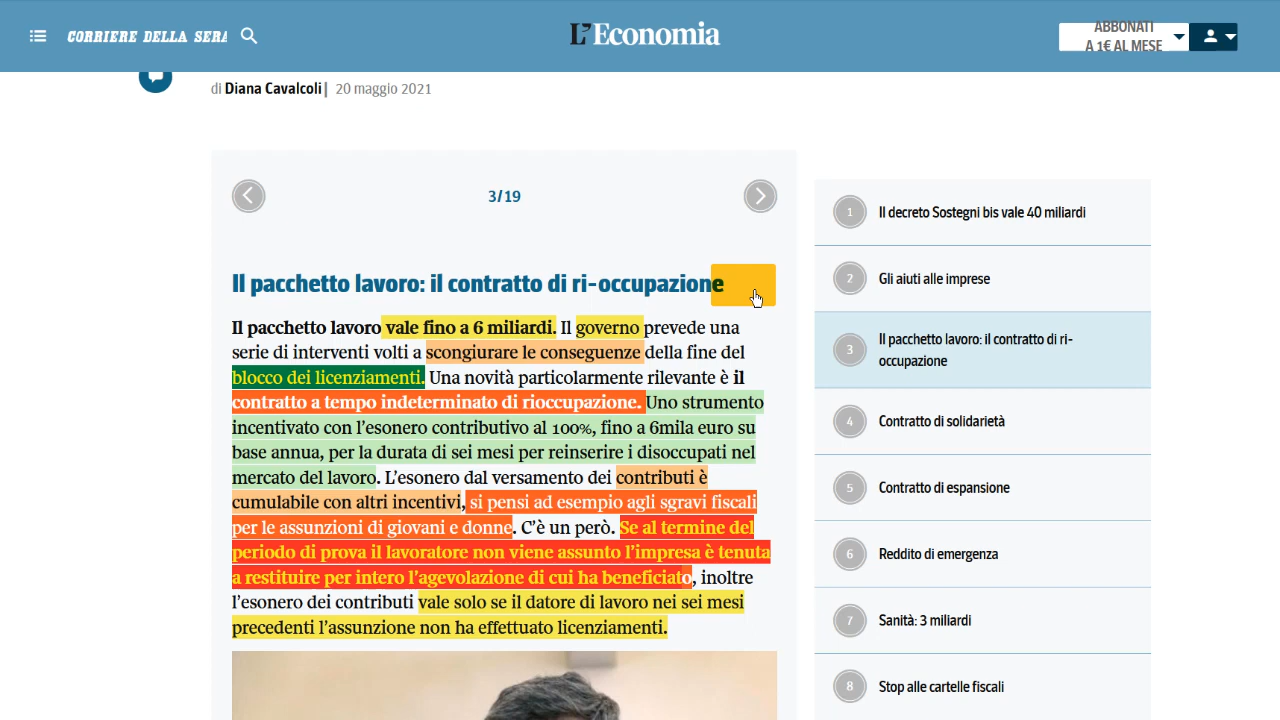 CORRIERE DELLA SERA
L'Economia
ABBONATI
A 1€ AL MESE
di Diana Cavalcoli | 20 maggio 2021
3/19
Il pacchetto lavoro: il contratto di ri-occupazione
Il pacchetto lavoro vale fino a 6 miliardi. Il governo prevede una
serie di interventi volti a scongiurare le conseguenze della fine del
blocco dei licenziamenti. Una novità particolarmente rilevante è il
contratto a tempo indeterminato di rioccupazione. Uno strumento
incentivato con l'esonero contributivo al 100%, fino a 6mila euro su
base annua, per la durata di sei mesi per reinserire i disoccupati nel
mercato del lavoro. L'esonero dal versamento dei contributi è
cumulabile con altri incentivi, si pensi ad esempio agli sgravi fiscali
per le assunzioni di giovani e donne. C'è un però. Se al termine del
periodo di prova il lavoratore non viene assunto l'impresa è tenuta
a restituire per intero l'agevolazione di cui ha beneficiato, inoltre
l'esonero dei contributi vale solo se il datore di lavoro nei sei mesi
precedenti l'assunzione non ha effettuato licenziamenti.
1 Il decreto Sostegni bis vale 40 miliardi
2 Gli aiuti alle imprese
3 Il pacchetto lavoro: il contratto di ri-
occupazione
4 Contratto di solidarietà
5 Contratto di espansione
6 Reddito di emergenza
7 Sanità: 3 miliardi
8 Stop alle cartelle fiscali